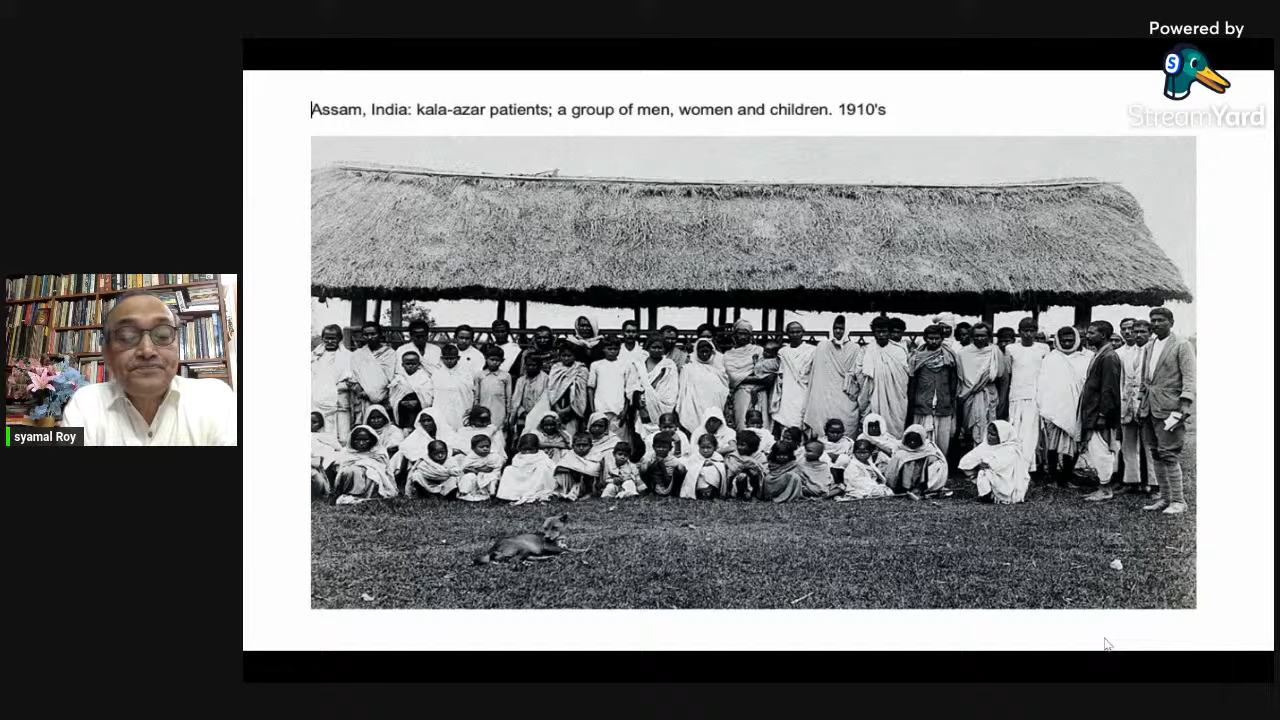 Powered by
S
StreamYard
Assam, India: kala-azar patients; a group of men, women and children. 1910's
syamal Roy